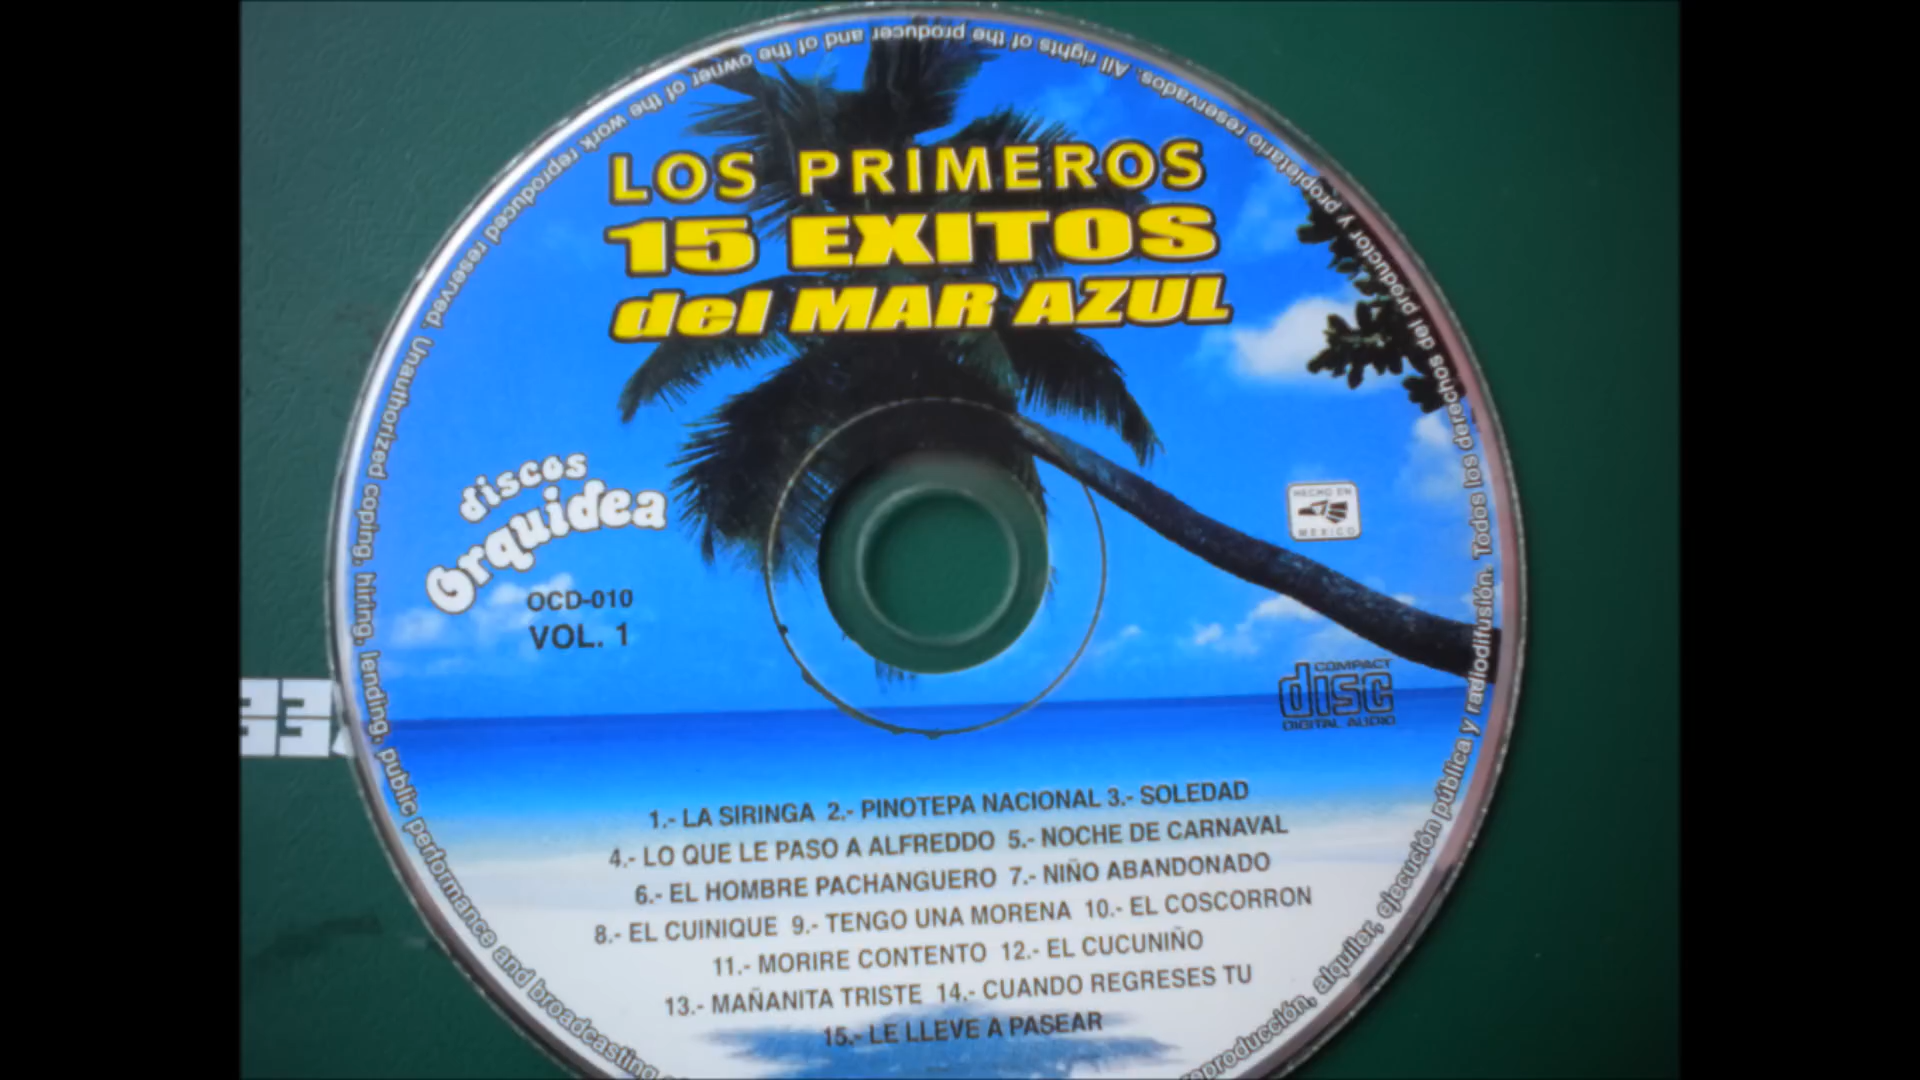 LOS PRIMEROS
15 EXITOS
del MAR AZUL
discos
Orquidea
OCD-010
VOL. 1
HECHO EN
MEXICO
COMPACT
disc
DIGITAL AUDIO
1.- LA SIRINGA 2.- PINOTEPA NACIONAL 3.- SOLEDAD
4.- LO QUE LE PASO A ALFREDDO 5.- NOCHE DE CARNAVAL
6.- EL HOMBRE PACHANGUERO 7.- NIÑO ABANDONADO
8.- EL CUINIQUE 9.- TENGO UNA MORENA 10.- EL COSCORRON
11.- MORIRE CONTENTO 12.- EL CUCUNIÑO
13.- MAÑANITA TRISTE 14.- CUANDO REGRESES TU
15.- LE LLEVE A PASEAR
All rights of the producer and of the owner of the work reproduced reserved. Unauthorized coping, hiring, lending, public performance and broadcasting
reproducción, alquiler, ejecución pública y radiodifusión. Todos los derechos del productor y propietario reservados.